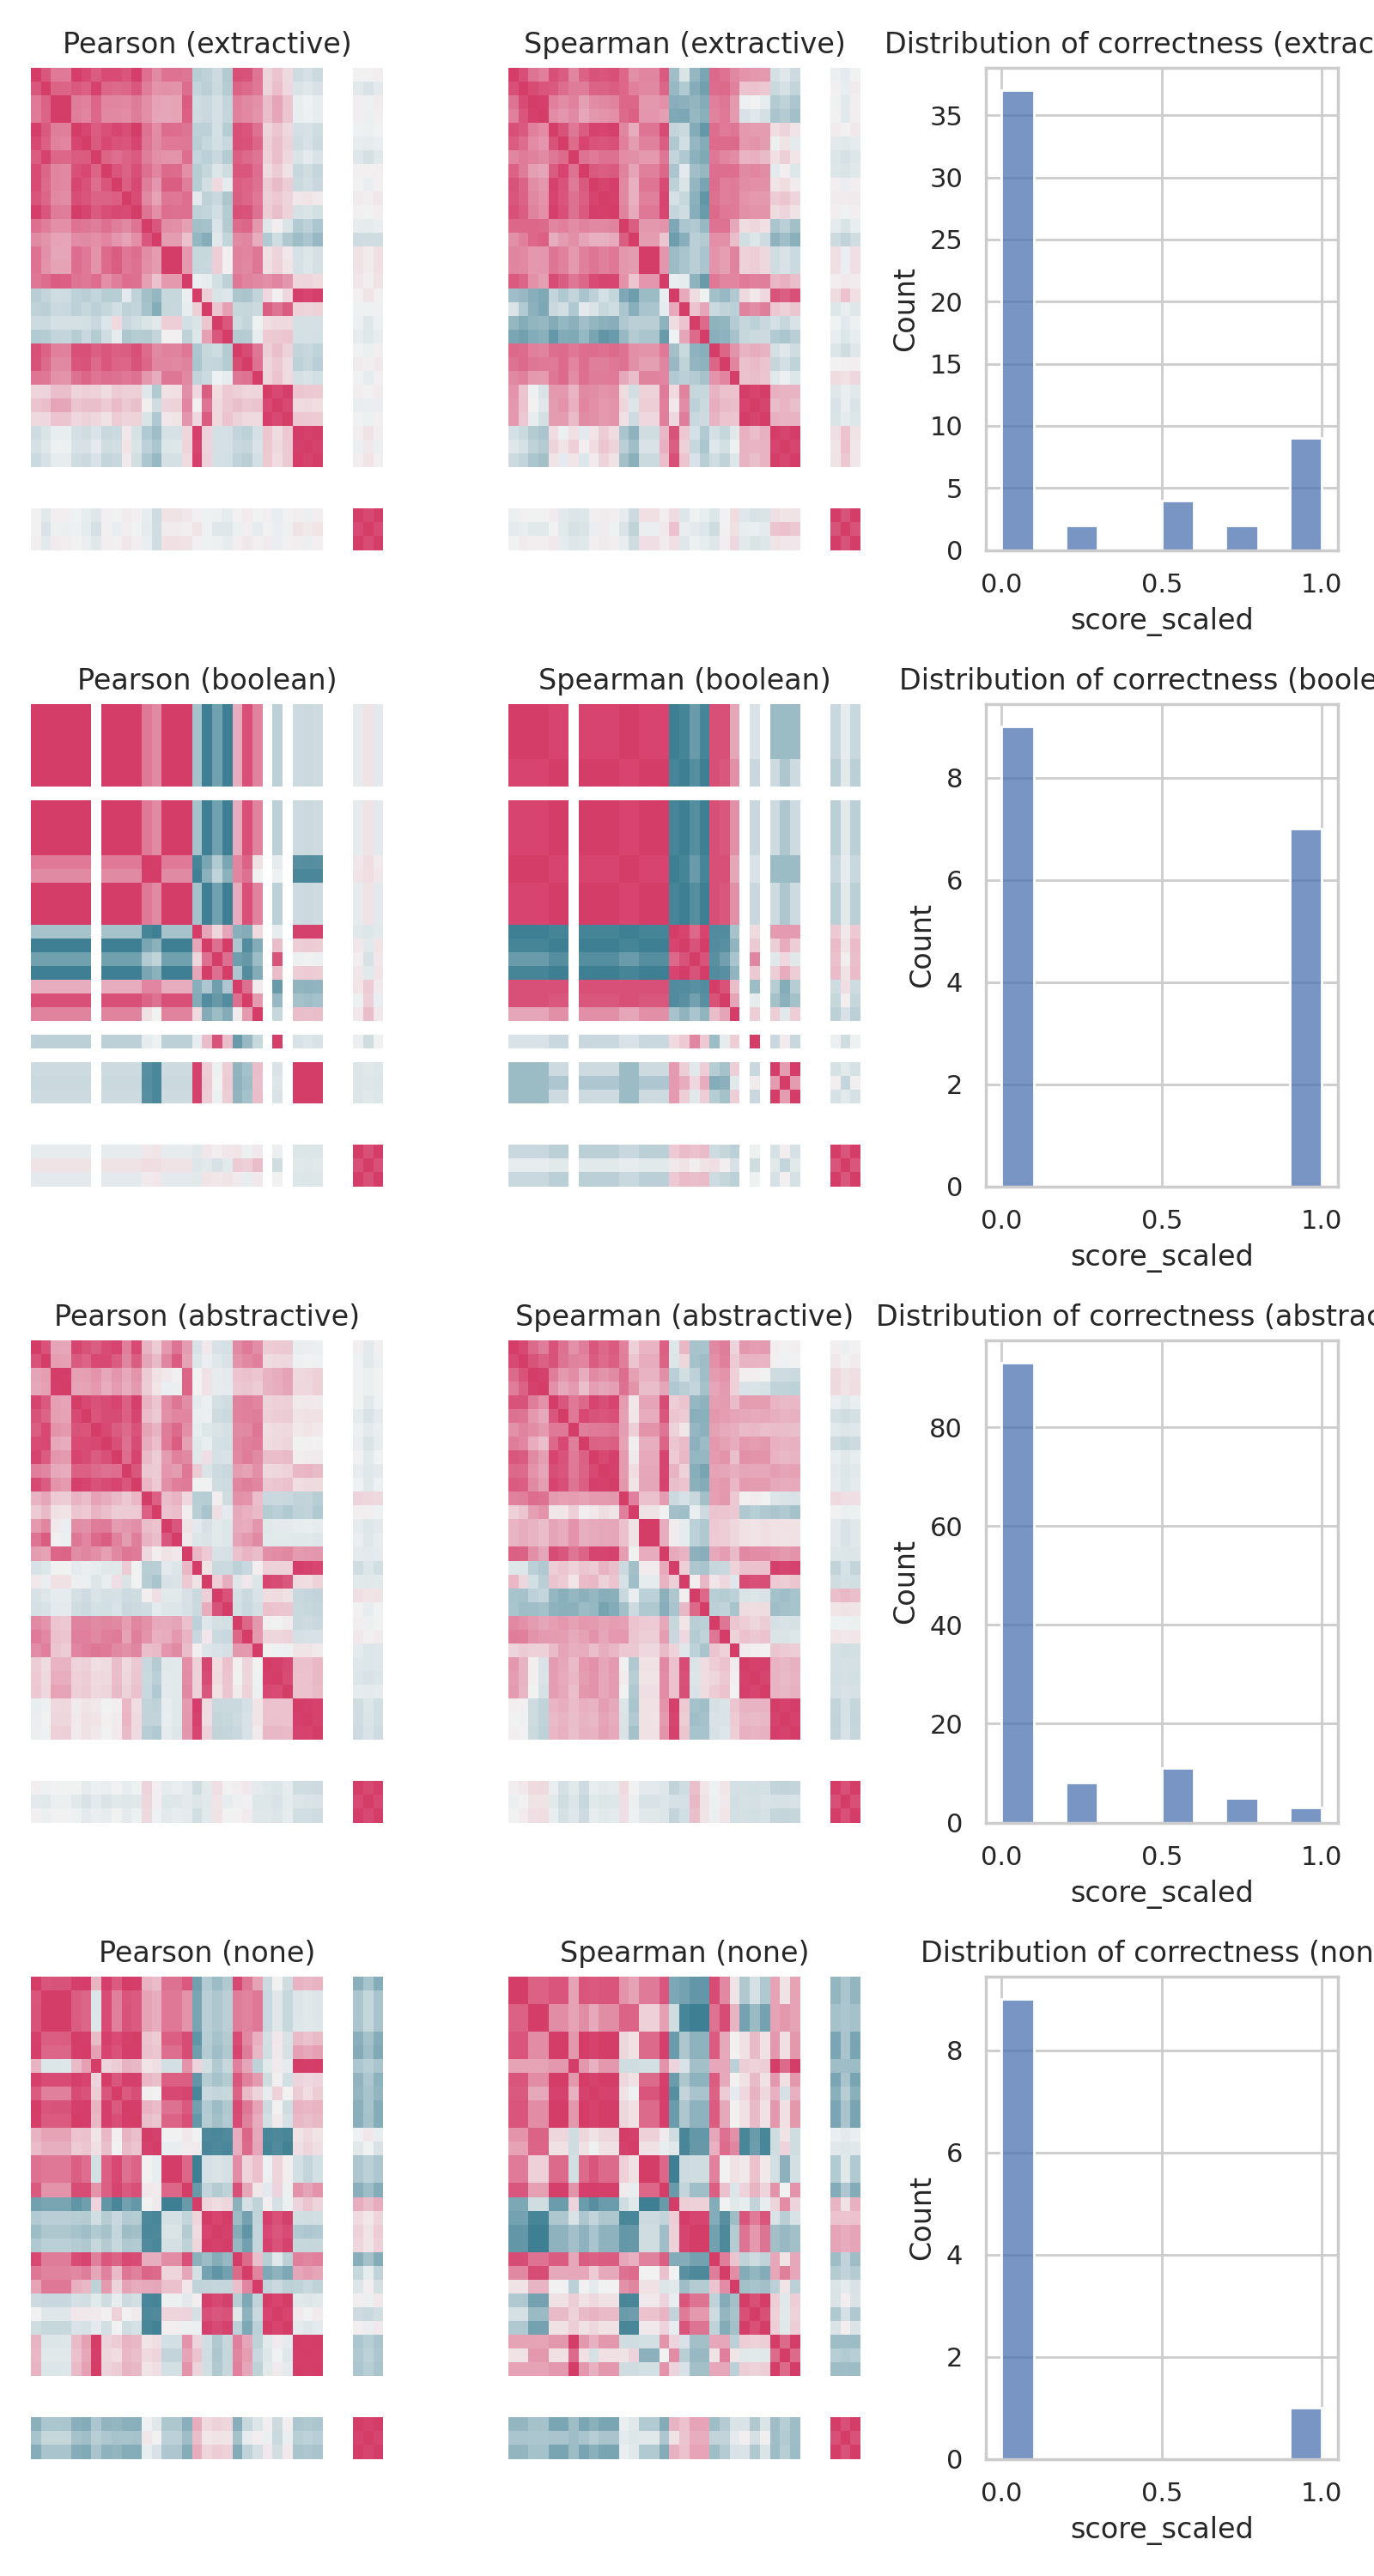 Pearson (extractive)
Spearman (extractive)
Distribution of correctness (extrac
35
30
25
20
15
10
5
0
Count
0.0 0.5 1.0
score_scaled
Pearson (boolean)
Spearman (boolean)
Distribution of correctness (boole
8
6
4
2
0
Count
0.0 0.5 1.0
score_scaled
Pearson (abstractive)
Spearman (abstractive)
Distribution of correctness (abstrac
80
60
40
20
0
Count
0.0 0.5 1.0
score_scaled
Pearson (none)
Spearman (none)
Distribution of correctness (non
8
6
4
2
0
Count
0.0 0.5 1.0
score_scaled